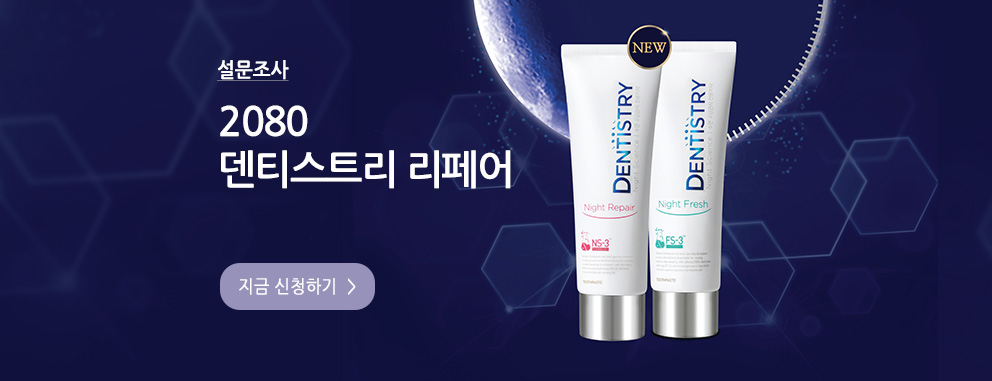 설문조사
2080
덴티스트리 리페어
지금 신청하기 >
NEW
DENTISTRY
Night Repair
NS-3
DENTISTRY
Night Fresh
FS-3